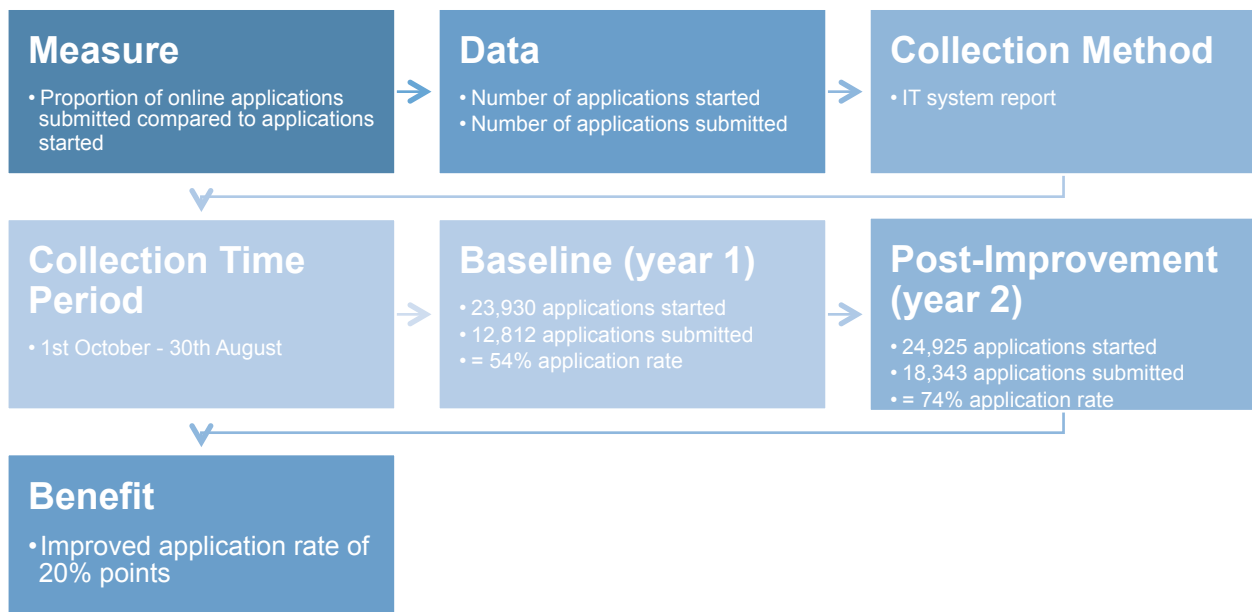 Measure
• Proportion of online applications
submitted compared to applications
started
Data
• Number of applications started
• Number of applications submitted
Collection Method
• IT system report
Collection Time
Period
• 1st October - 30th August
Baseline (year 1)
• 23,930 applications started
• 12,812 applications submitted
• = 54% application rate
Post-Improvement
(year 2)
• 24,925 applications started
• 18,343 applications submitted
• = 74% application rate
Benefit
• Improved application rate of
20% points